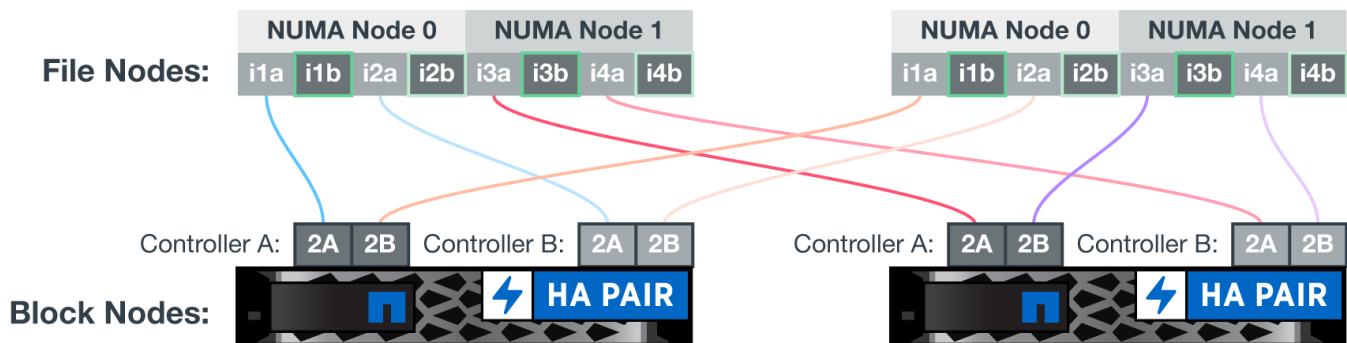 NUMA Node 0 NUMA Node 1 NUMA Node 0 NUMA Node 1
File Nodes: i1a i1b i2a i2b i3a i3b i4a i4b i1a i1b i2a i2b i3a i3b i4a i4b
Controller A: 2A 2B Controller B: 2A 2B Controller A: 2A 2B Controller B: 2A 2B
Block Nodes: HA PAIR HA PAIR